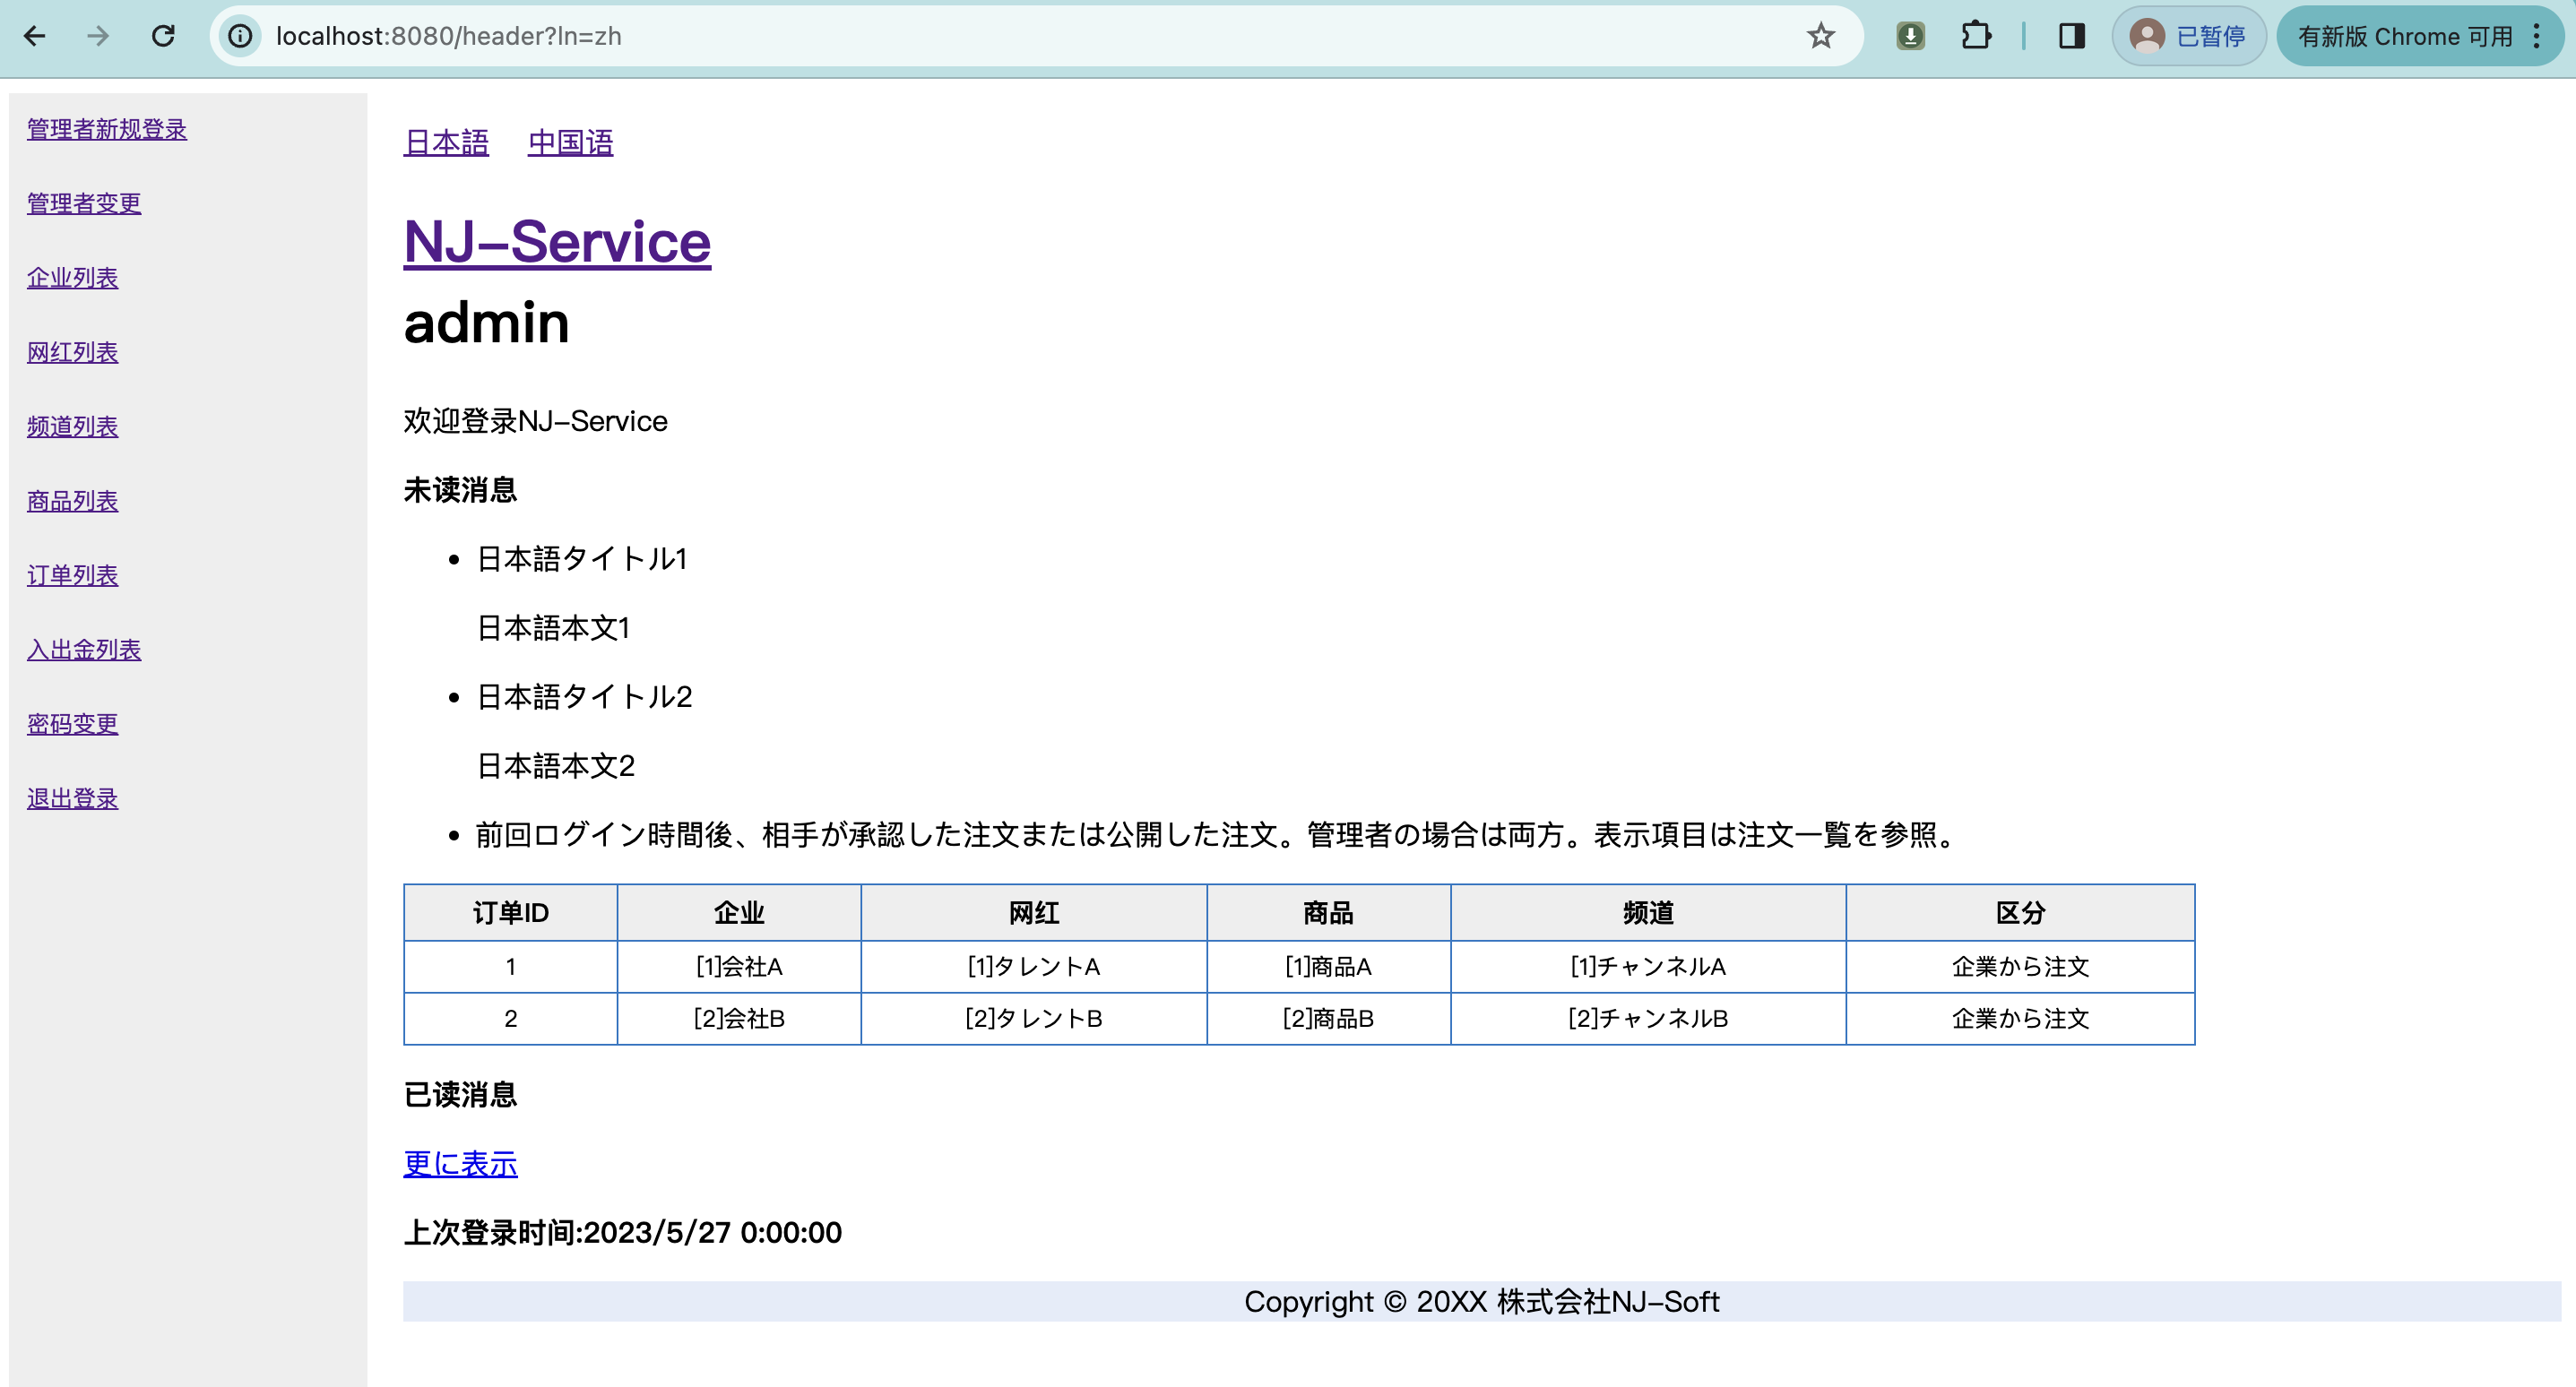 localhost:8080/header?ln=zh
已暂停
有新版 Chrome 可用
管理者新规登录
管理者变更
企业列表
网红列表
频道列表
商品列表
订单列表
入出金列表
密码变更
退出登录
日本語 中国语
NJ-Service
admin
欢迎登录NJ-Service
未读消息
日本語タイトル1
日本語本文1
日本語タイトル2
日本語本文2
前回ログイン時間後、相手が承認した注文または公開した注文。管理者の場合は両方。表示項目は注文一覧を参照。
订单ID 企业 网红 商品 频道 区分
1 [1]会社A [1]タレントA [1]商品A [1]チャンネルA 企業から注文
2 [2]会社B [2]タレントB [2]商品B [2]チャンネルB 企業から注文
已读消息
更に表示
上次登录时间:2023/5/27 0:00:00
Copyright © 20XX 株式会社NJ-Soft